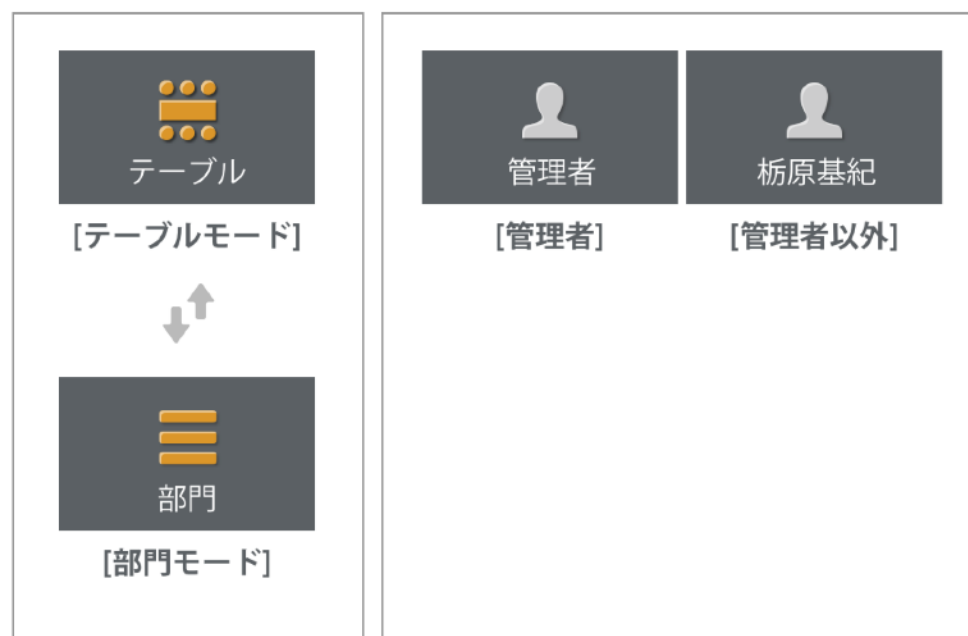 テーブル
[テーブルモード]
部門
[部門モード]
管理者
[管理者]
栃原基紀
[管理者以外]